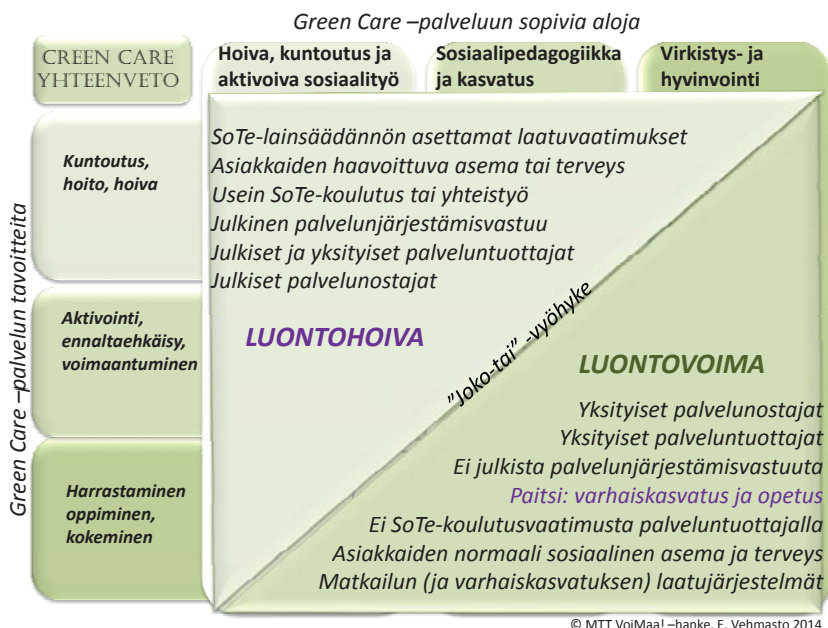 Green Care –palveluun sopivia aloja
CREEN CARE
YHTEENVETO
Hoiva, kuntoutus ja
aktivoiva sosiaalityö
Sosiaalipedagogiikka
ja kasvatus
Virkistys- ja
hyvinvointi
Green Care –palvelun tavoitteita
Kuntoutus,
hoito, hoiva
SoTe-lainsäädännön asettamat laatuvaatimukset
Asiakkaiden haavoittuva asema tai terveys
Usein SoTe-koulutus tai yhteistyö
Julkinen palvelunjärjestämisvastuu
Julkiset ja yksityiset palveluntuottajat
Julkiset palvelunostajat
Aktivointi,
ennaltaehkäisy,
voimaantuminen
LUONTOHOIVA
"Joko-tai" -vyöhyke
LUONTOVOIMA
Yksityiset palvelunostajat
Yksityiset palveluntuottajat
Ei julkista palvelunjärjestämisvastuuta
Paitsi: varhaiskasvatus ja opetus
Harrastaminen
oppiminen,
kokeminen
Ei SoTe-koulutusvaatimusta palveluntuottajalla
Asiakkaiden normaali sosiaalinen asema ja terveys
Matkailun (ja varhaiskasvatuksen) laatujärjestelmät
© MTT VoiMaa! –hanke, E. Vehmasto 2014